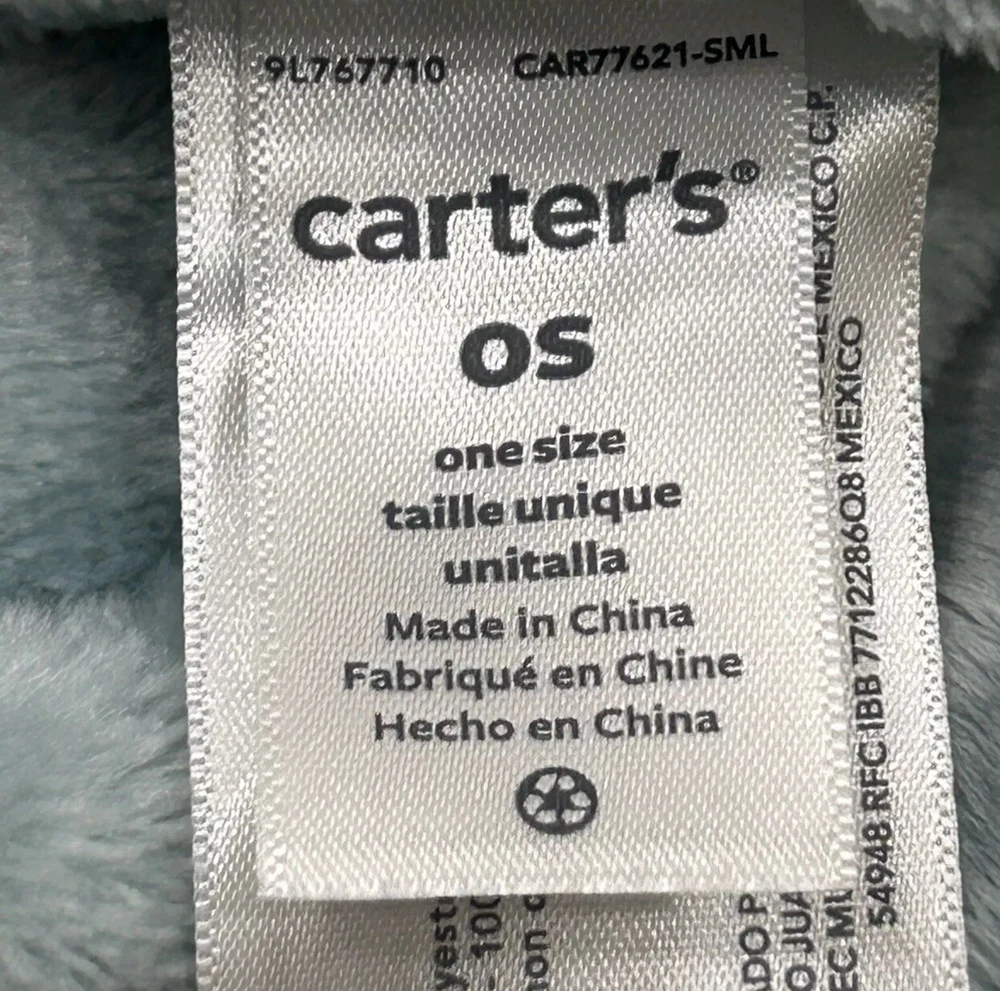 9L767710 CAR77621-SML
carter's®
os
one size
taille unique
unitalla
Made in China
Fabriqué en Chine
Hecho en China
MEXICO C.P.
54948 RFC IBB 7712286Q8 MEXICO